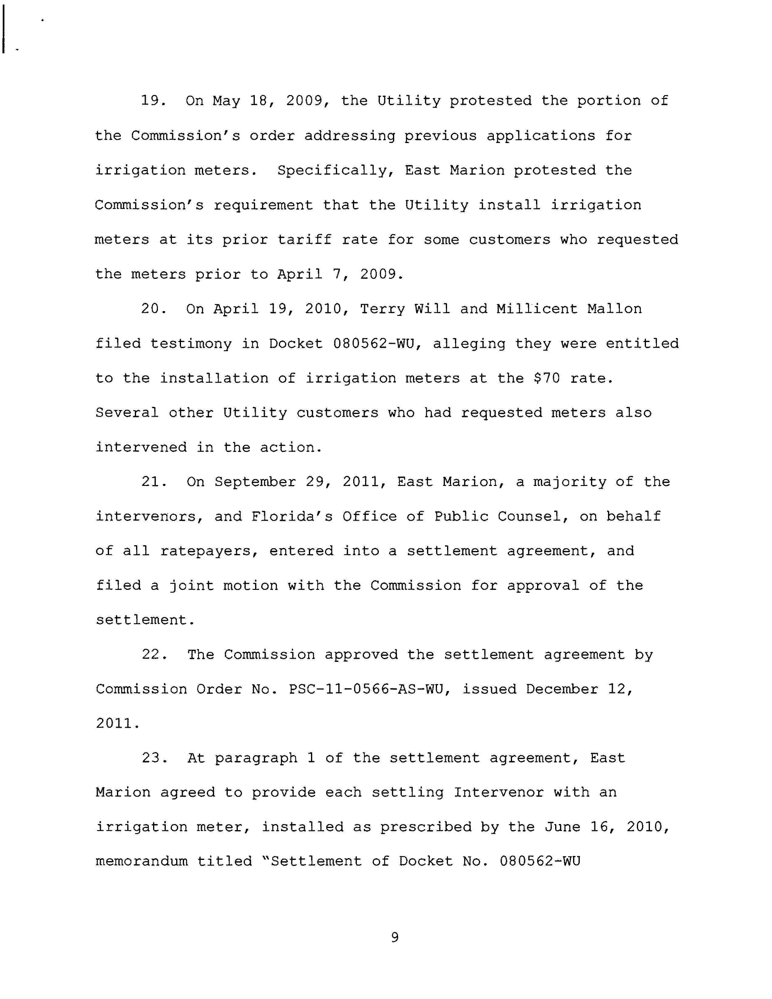 19. On May 18, 2009, the Utility protested the portion of
the Commission's order addressing previous applications for
irrigation meters. Specifically, East Marion protested the
Commission's requirement that the Utility install irrigation
meters at its prior tariff rate for some customers who requested
the meters prior to April 7, 2009.
20. On April 19, 2010, Terry Will and Millicent Mallon
filed testimony in Docket 080562-WU, alleging they were entitled
to the installation of irrigation meters at the $70 rate.
Several other Utility customers who had requested meters also
intervened in the action.
21. On September 29, 2011, East Marion, a majority of the
intervenors, and Florida's Office of Public Counsel, on behalf
of all ratepayers, entered into a settlement agreement, and
filed a joint motion with the Commission for approval of the
settlement.
22. The Commission approved the settlement agreement by
Commission Order No. PSC-11-0566-AS-WU, issued December 12,
2011.
23. At paragraph 1 of the settlement agreement, East
Marion agreed to provide each settling Intervenor with an
irrigation meter, installed as prescribed by the June 16, 2010,
memorandum titled "Settlement of Docket No. 080562-WU
9